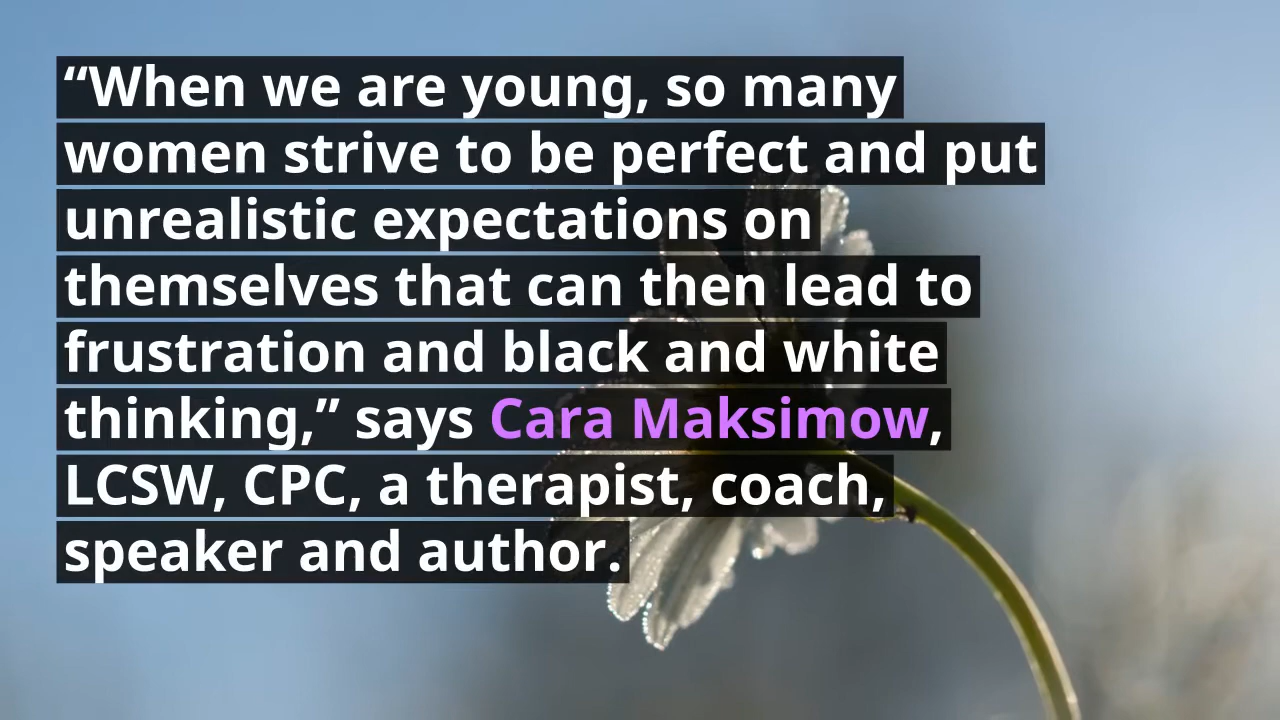 “When we are young, so many
women strive to be perfect and put
unrealistic expectations on
themselves that can then lead to
frustration and black and white
thinking,” says Cara Maksimow,
LCSW, CPC, a therapist, coach,
speaker and author.